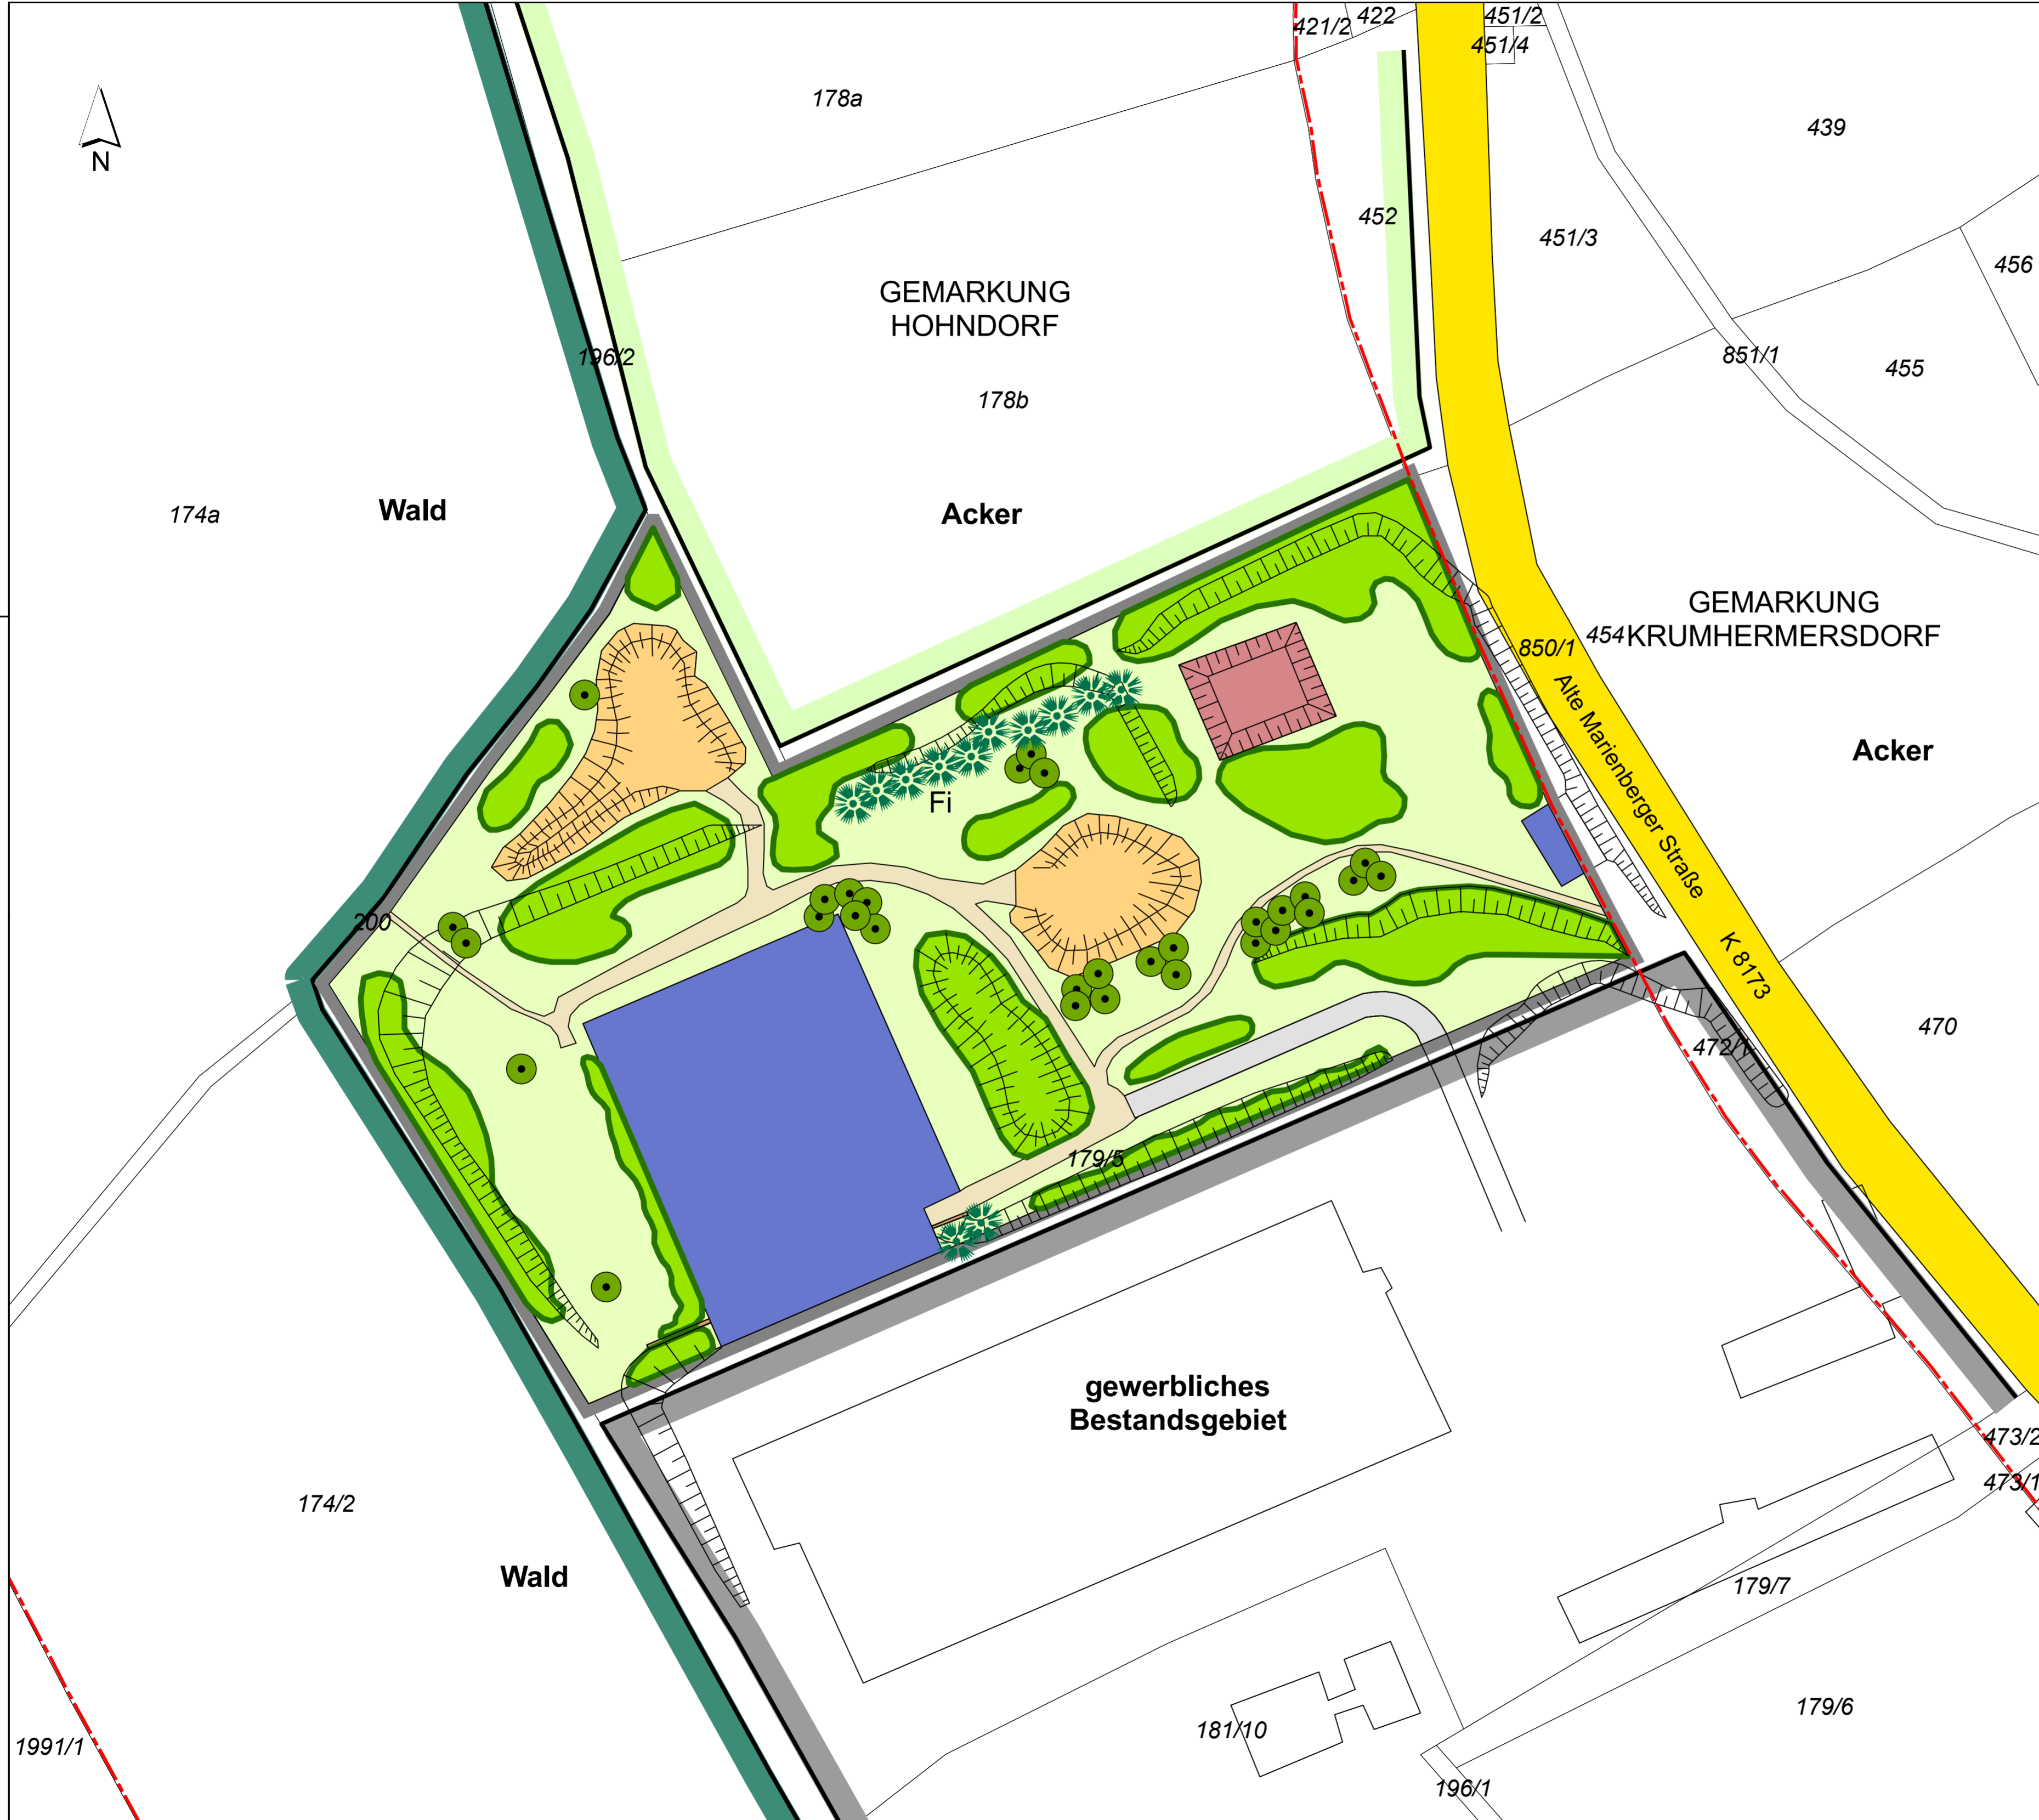 422
451/2
421/2
451/4
178a
439
N
452
451/3
456
GEMARKUNG
HOHNDORF
196/2
851/1
455
178b
174a
Wald
Acker
GEMARKUNG
454 KRUMHERMERSDORF
850/1
Alte Marienberger Straße
Acker
Fi
200
K 8173
470
472/1
179/5
gewerbliches
Bestandsgebiet
473/2
473/1
174/2
Wald
179/7
179/6
181/10
1991/1
196/1